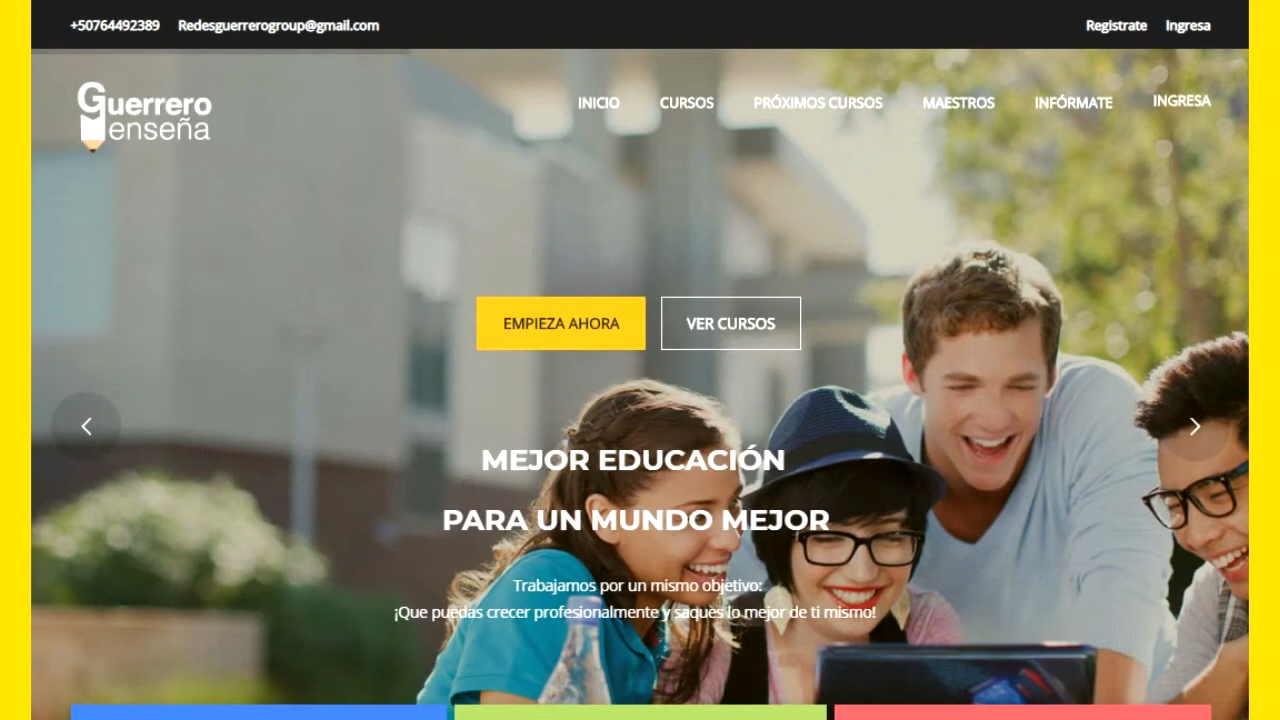 +50764492389 Redesguerrerogroup@gmail.com Registrate Ingresa
Guerrero
enseña
INICIO CURSOS PRÓXIMOS CURSOS MAESTROS INFÓRMATE INGRESA
EMPIEZA AHORA VER CURSOS
MEJOR EDUCACIÓN
PARA UN MUNDO MEJOR
Trabajamos por un mismo objetivo:
¡Que puedas crecer profesionalmente y saques lo mejor de ti mismo!